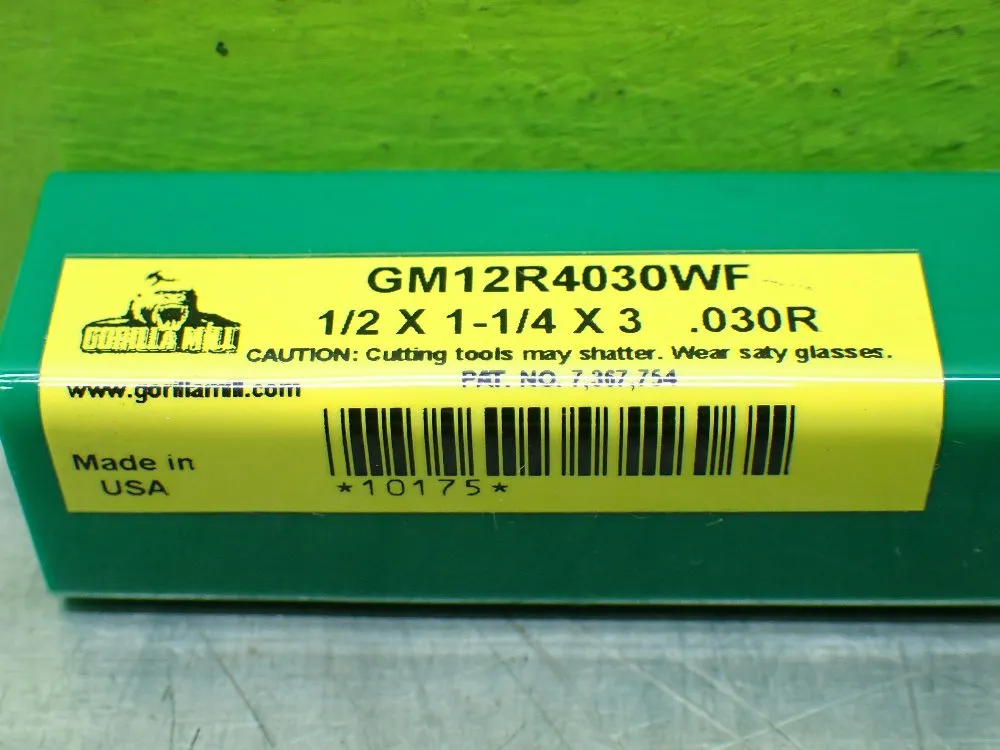 GM12R4030WF
1/2 X 1-1/4 X 3 .030R
GORILLA MILL
CAUTION: Cutting tools may shatter. Wear saty glasses.
www.gorillamill.com
PAT. NO. 7,367,754
Made in
USA
*10175*